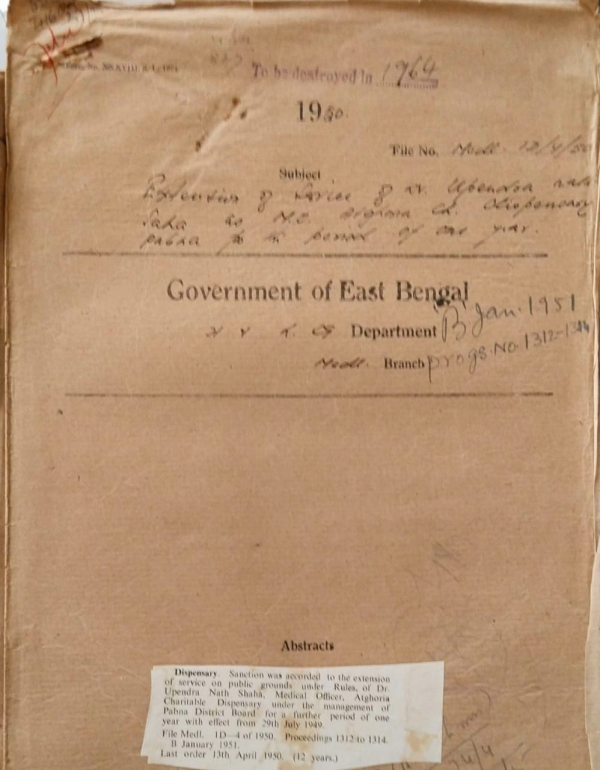 To be destroyed in 1964
1950.
File No. Medl. 1D/4/50
Subject
Extension of service of Dr. Upendra nath
Saha as M.O. Atghoria Ch. Dispensary
pabna for a period of one year.
Government of East Bengal
Department 'B' Jan. 1951
Medl. Branch progs. No. 1312-1314
Abstracts
Dispensary. Sanction was accorded to the extension
of service on public grounds under Rules, of Dr.
Upendra Nath Shaha, Medical Officer, Atghoria
Charitable Dispensary under the management of
Pabna District Board for a further period of one
year with effect from 29th July 1949.
File Medl. 1D—4 of 1950. Proceedings 1312 to 1314.
B January 1951.
Last order 13th April 1950. (12 years.)